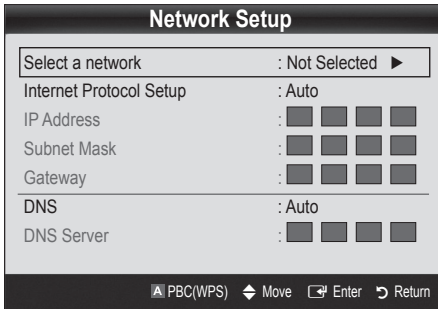 Network Setup
Select a network : Not Selected ►
Internet Protocol Setup : Auto
IP Address :
Subnet Mask :
Gateway :
DNS : Auto
DNS Server :
A PBC(WPS) Move Enter Return